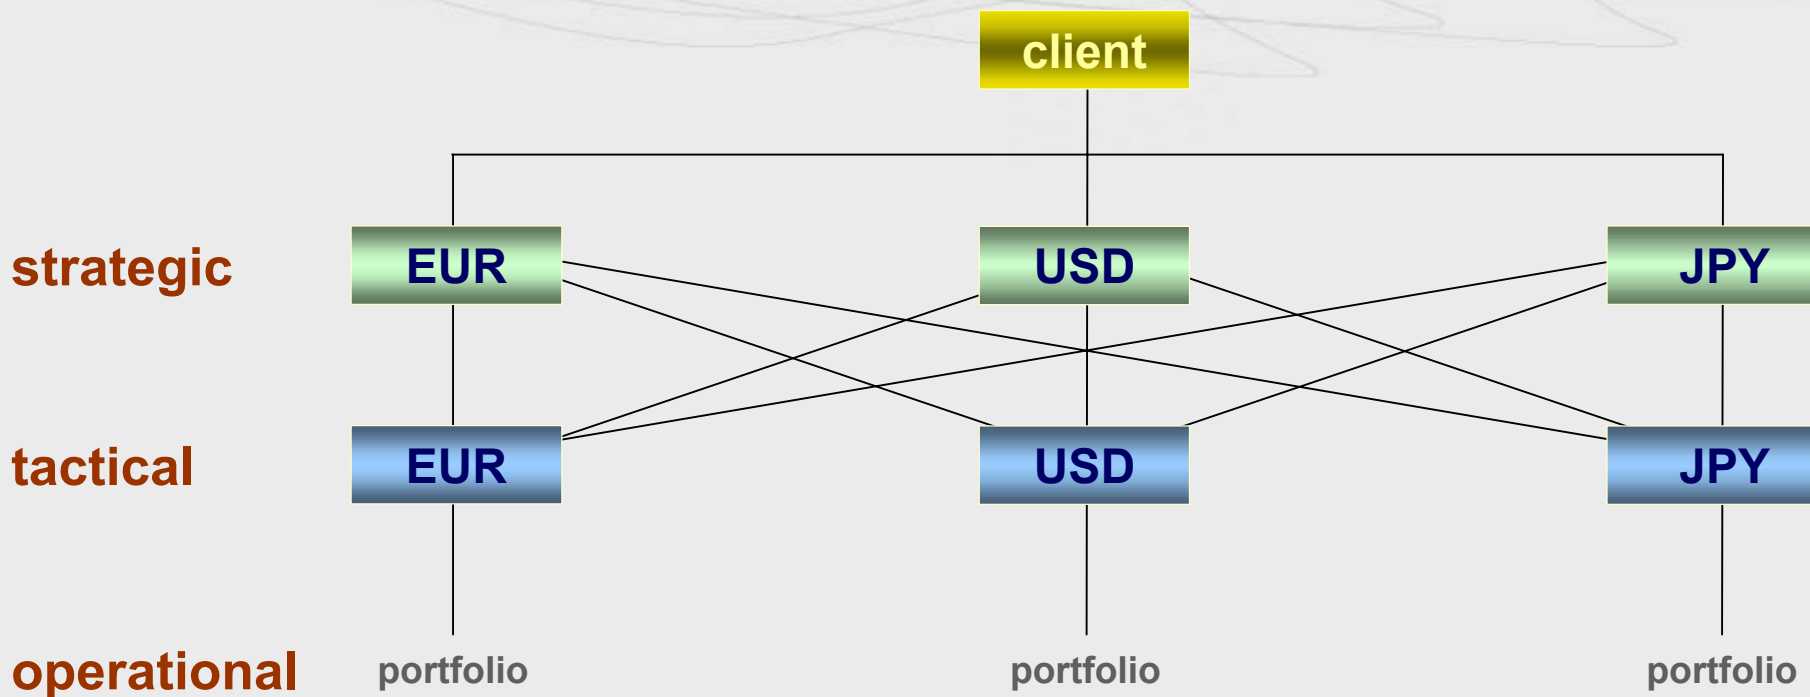 client
strategic EUR USD JPY
tactical EUR USD JPY
operational portfolio portfolio portfolio